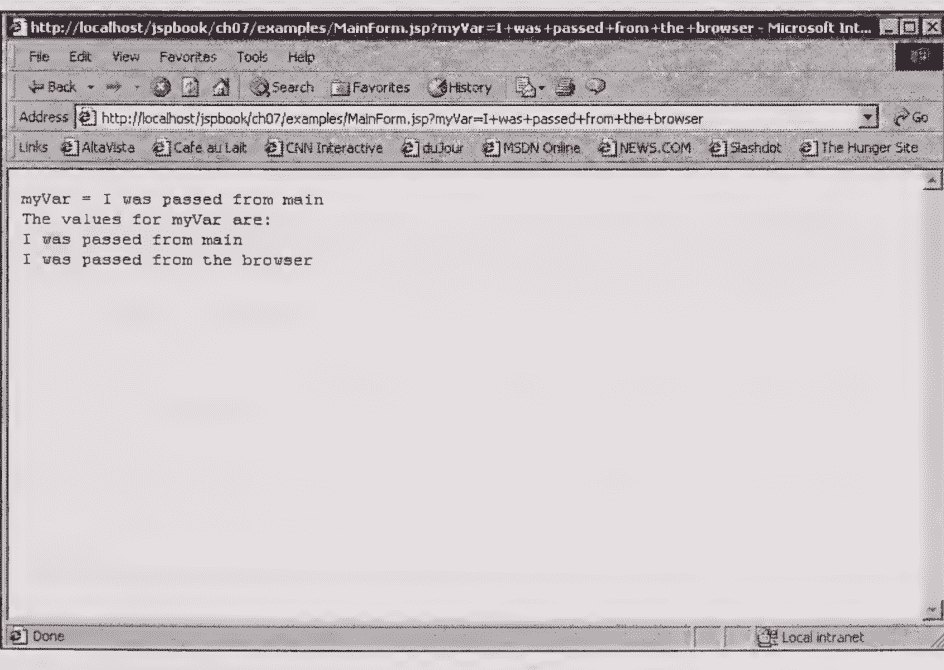 http://localhost/jspbook/ch07/examples/MainForm.jsp?myVar=I+was+passed+from+the+browser - Microsoft Int...
File Edit View Favorites Tools Help
Back Search Favorites History
Address http://localhost/jspbook/ch07/examples/MainForm.jsp?myVar=I+was+passed+from+the+browser Go
Links AltaVista Cafe au Lait CNN Interactive duJour MSDN Online NEWS.COM Slashdot The Hunger Site
myVar = I was passed from main
The values for myVar are:
I was passed from main
I was passed from the browser
Done Local intranet